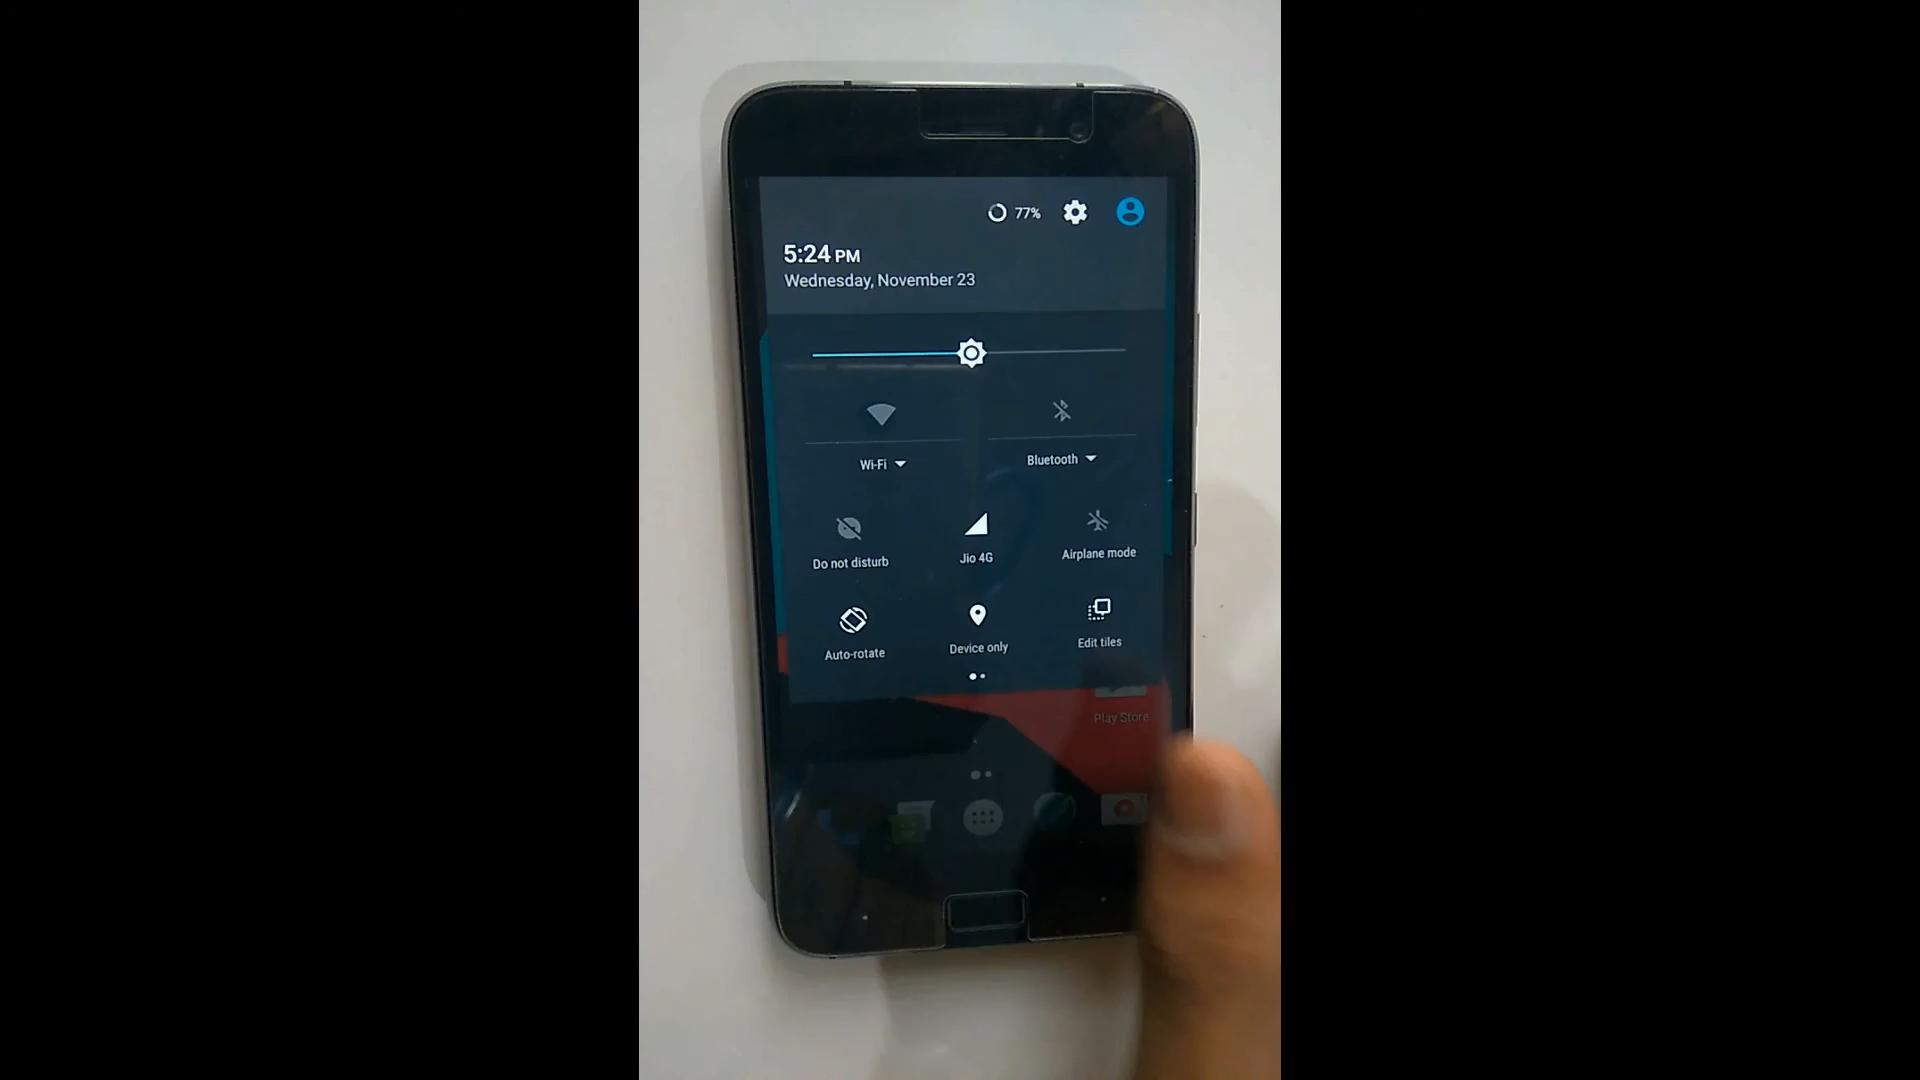 77%
5:24 PM
Wednesday, November 23
Wi-Fi
Bluetooth
Do not disturb
Jio 4G
Airplane mode
Auto-rotate
Device only
Edit tiles
Play Store